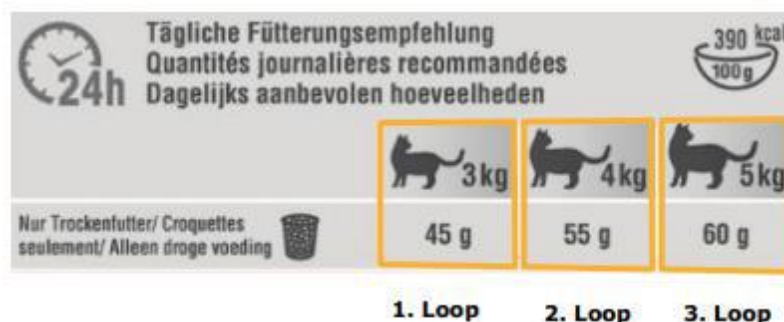 Tägliche Fütterungsempfehlung
Quantités journalières recommandées
Dagelijks aanbevolen hoeveelheden
24h
390 kcal
100g
3kg 4kg 5kg
Nur Trockenfutter/ Croquettes
seulement/ Alleen droge voeding
45 g 55 g 60 g
1. Loop 2. Loop 3. Loop